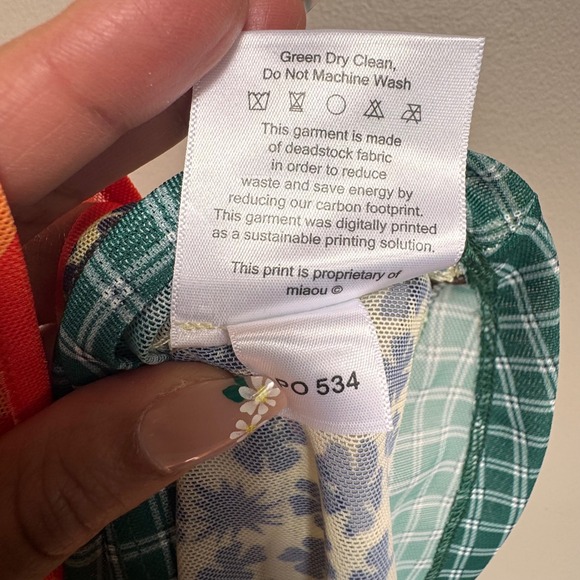 Green Dry Clean,
Do Not Machine Wash
This garment is made
of deadstock fabric
in order to reduce
waste and save energy by
reducing our carbon footprint.
This garment was digitally printed
as a sustainable printing solution.
This print is proprietary of
miaou ©
PO 534